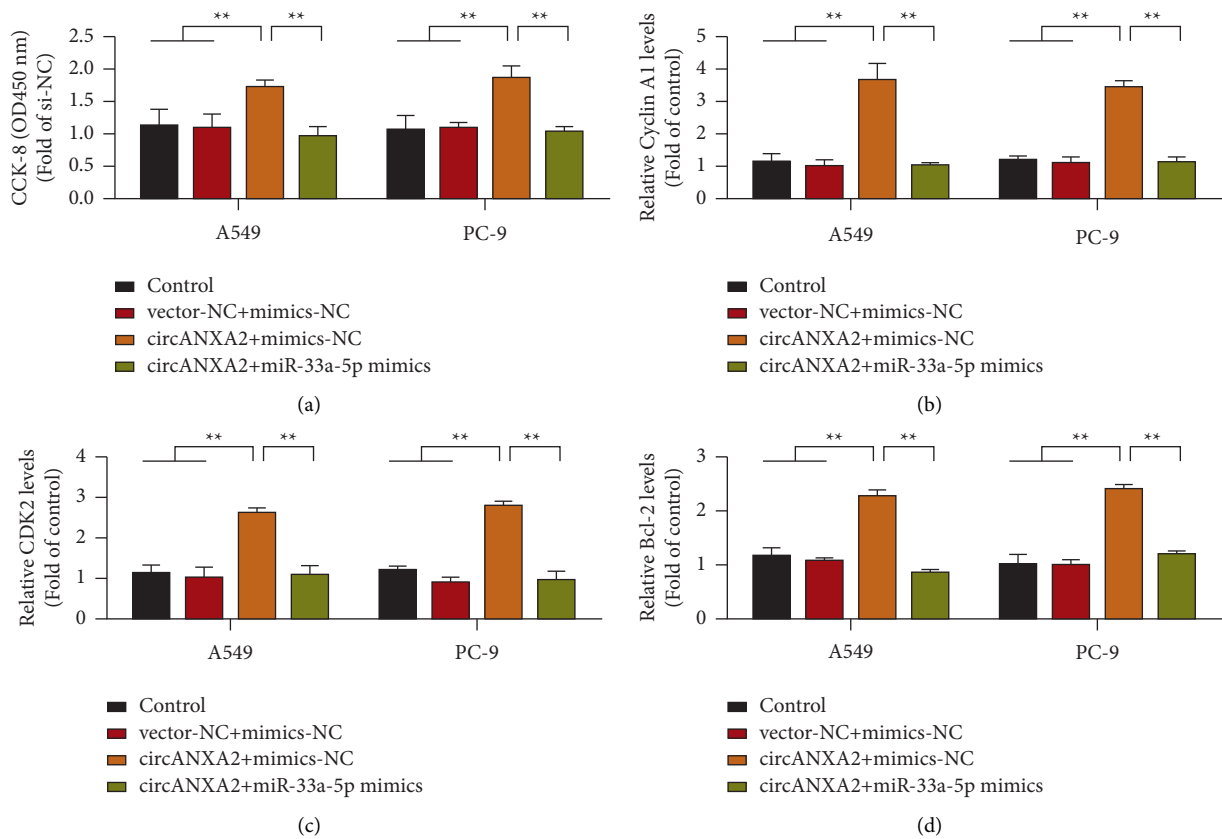 ** ** ** **
CCK-8 (OD450 nm)
(Fold of si-NC)
2.5
2.0
1.5
1.0
0.5
0.0
A549 PC-9
Control
vector-NC+mimics-NC
circANXA2+mimics-NC
circANXA2+miR-33a-5p mimics
(a)
** ** ** **
Relative Cyclin A1 levels
(Fold of control)
5
4
3
2
1
0
A549 PC-9
Control
vector-NC+mimics-NC
circANXA2+mimics-NC
circANXA2+miR-33a-5p mimics
(b)
** ** ** **
Relative CDK2 levels
(Fold of control)
4
3
2
1
0
A549 PC-9
Control
vector-NC+mimics-NC
circANXA2+mimics-NC
circANXA2+miR-33a-5p mimics
(c)
** ** ** **
Relative Bcl-2 levels
(Fold of control)
3
2
1
0
A549 PC-9
Control
vector-NC+mimics-NC
circANXA2+mimics-NC
circANXA2+miR-33a-5p mimics
(d)